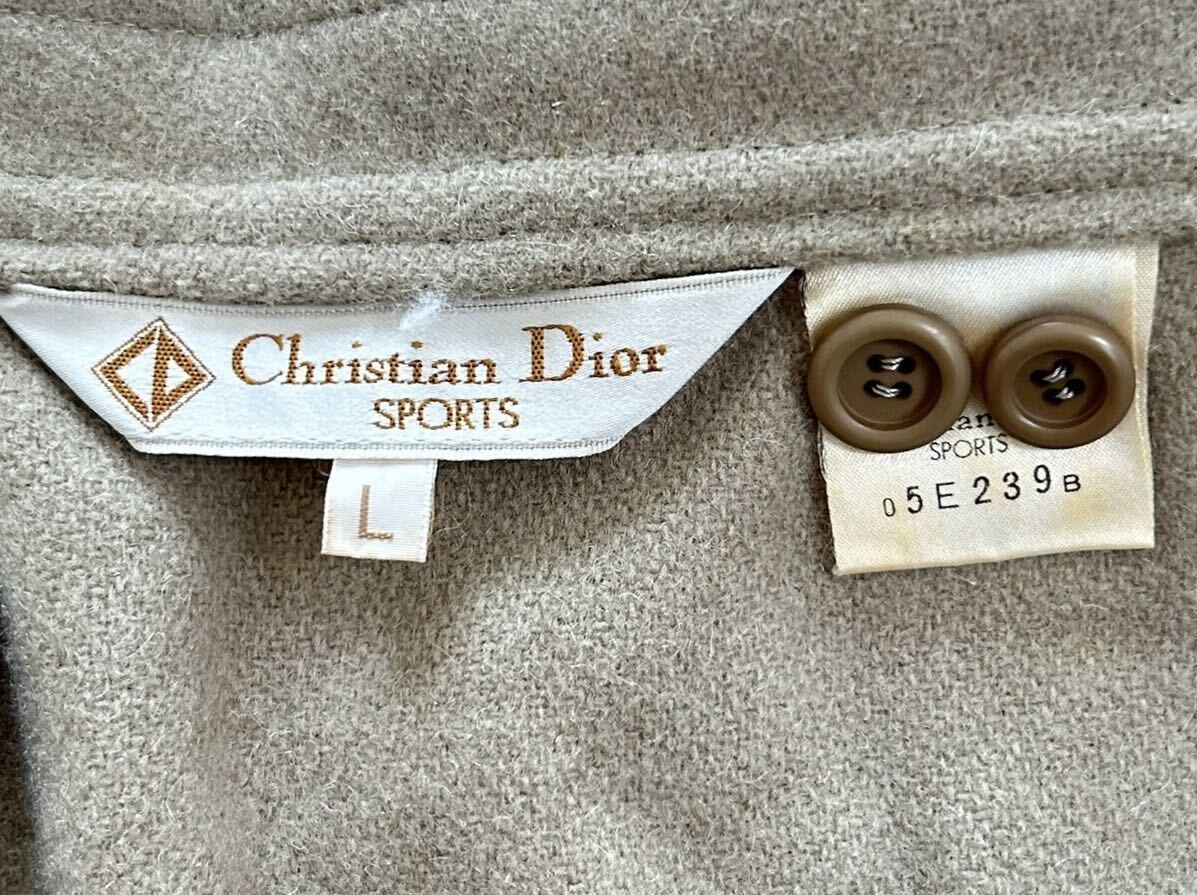 Christian Dior
SPORTS
L
SPORTS
05E239B